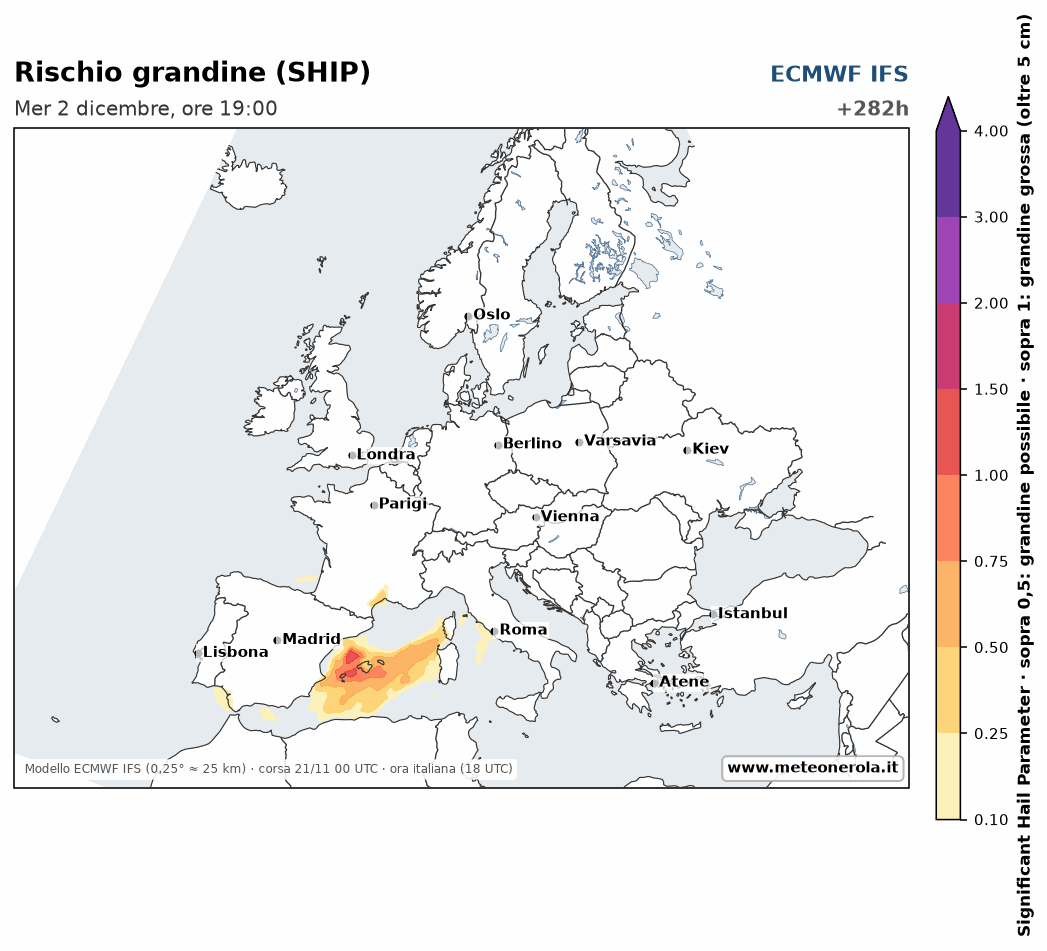 Rischio grandine (SHIP)
ECMWF IFS
Mer 2 dicembre, ore 19:00
+282h
Oslo
Londra
Berlino
Varsavia
Kiev
Parigi
Vienna
Madrid
Lisbona
Roma
Istanbul
Atene
Modello ECMWF IFS (0,25° ≈ 25 km) · corsa 21/11 00 UTC · ora italiana (18 UTC)
www.meteonerola.it
4.00
3.00
2.00
1.50
1.00
0.75
0.50
0.25
0.10
Significant Hail Parameter · sopra 0,5: grandine possibile · sopra 1: grandine grossa (oltre 5 cm)